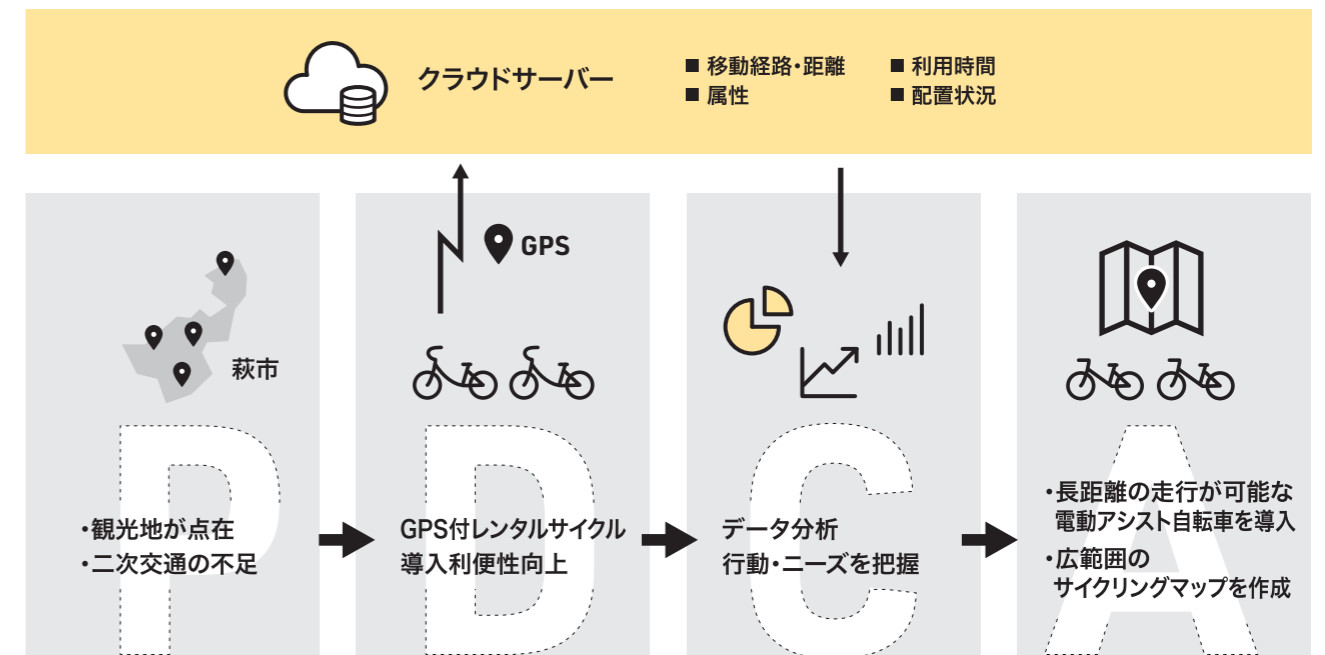 クラウドサーバー
■ 移動経路・距離
■ 利用時間
■ 属性
■ 配置状況
萩市
P
・観光地が点在
・二次交通の不足
GPS
D
GPS付レンタルサイクル
導入利便性向上
C
データ分析
行動・ニーズを把握
A
・長距離の走行が可能な
電動アシスト自転車を導入
・広範囲の
サイクリングマップを作成